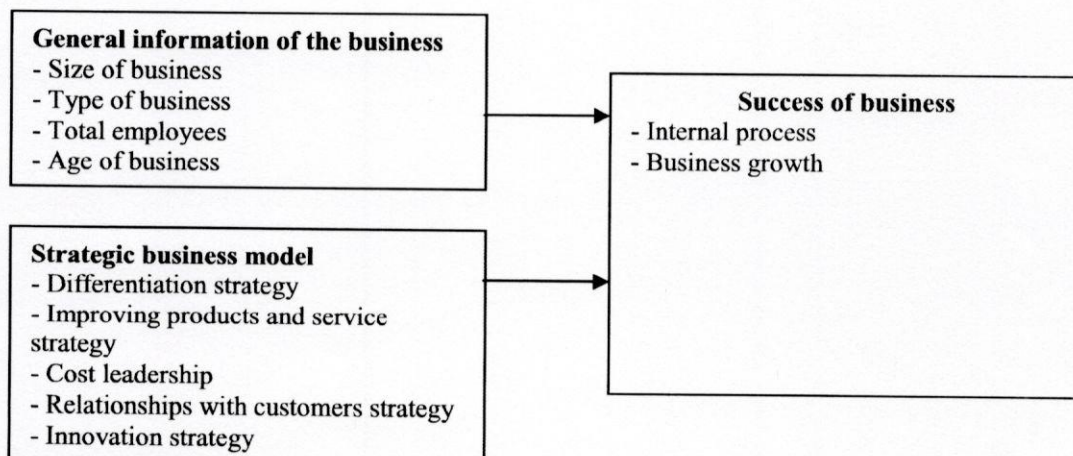 General information of the business
- Size of business
- Type of business
- Total employees
- Age of business
Strategic business model
- Differentiation strategy
- Improving products and service
strategy
- Cost leadership
- Relationships with customers strategy
- Innovation strategy
Success of business
- Internal process
- Business growth